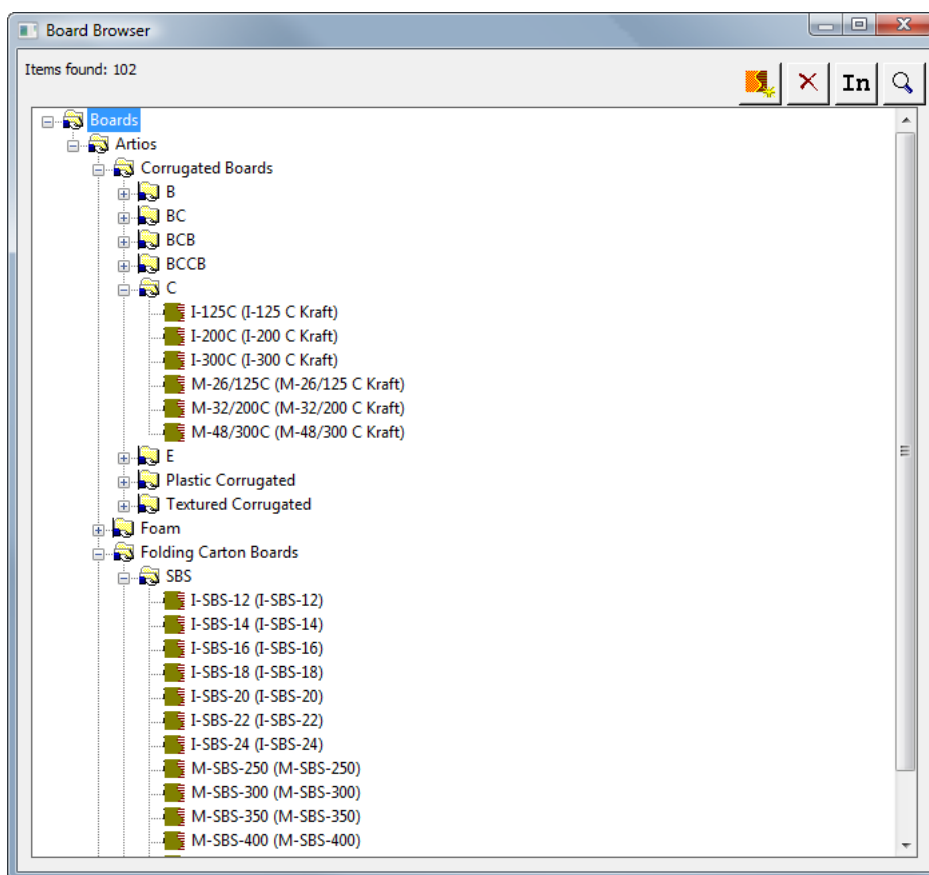 Board Browser
Items found: 102
In
Boards
Artios
Corrugated Boards
B
BC
BCB
BCCB
C
I-125C (I-125 C Kraft)
I-200C (I-200 C Kraft)
I-300C (I-300 C Kraft)
M-26/125C (M-26/125 C Kraft)
M-32/200C (M-32/200 C Kraft)
M-48/300C (M-48/300 C Kraft)
E
Plastic Corrugated
Textured Corrugated
Foam
Folding Carton Boards
SBS
I-SBS-12 (I-SBS-12)
I-SBS-14 (I-SBS-14)
I-SBS-16 (I-SBS-16)
I-SBS-18 (I-SBS-18)
I-SBS-20 (I-SBS-20)
I-SBS-22 (I-SBS-22)
I-SBS-24 (I-SBS-24)
M-SBS-250 (M-SBS-250)
M-SBS-300 (M-SBS-300)
M-SBS-350 (M-SBS-350)
M-SBS-400 (M-SBS-400)